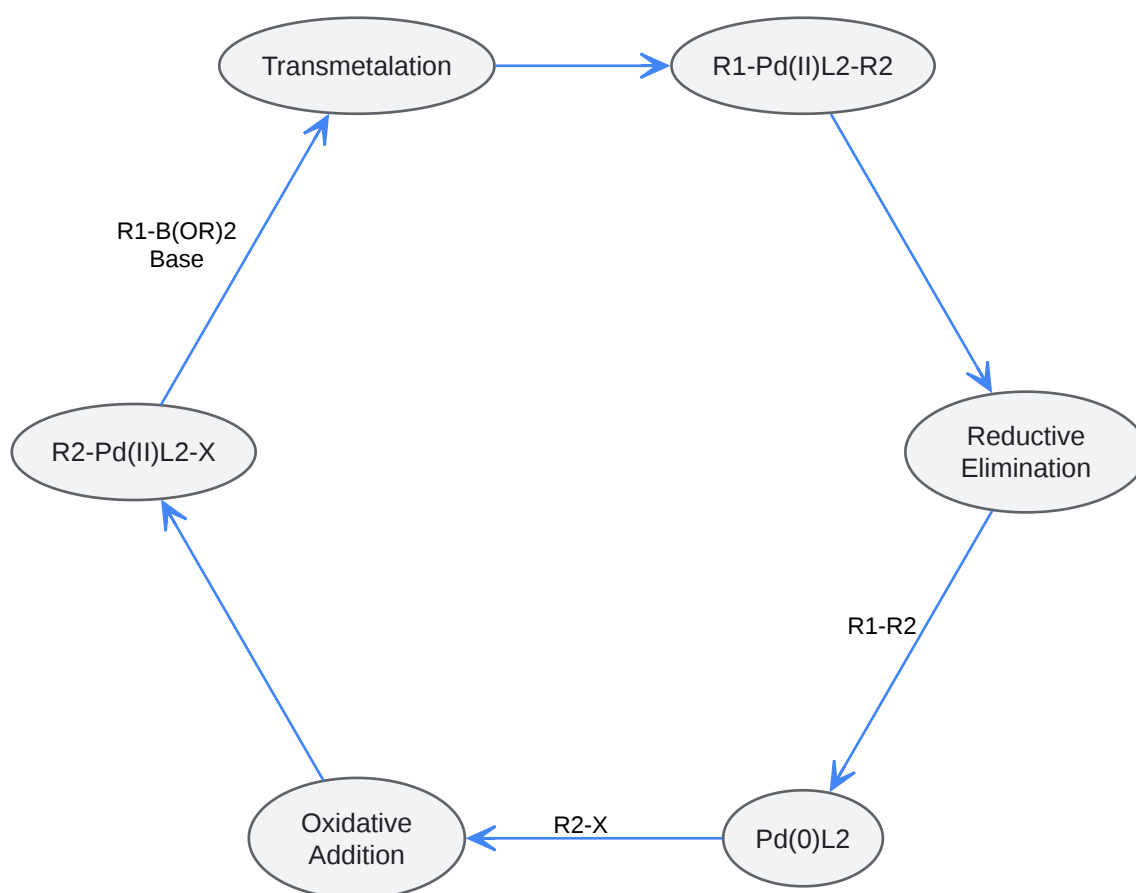 Transmetalation
R1-Pd(II)L2-R2
R1-B(OR)2
Base
R2-Pd(II)L2-X
Reductive
Elimination
R1-R2
Oxidative
Addition
R2-X
Pd(0)L2